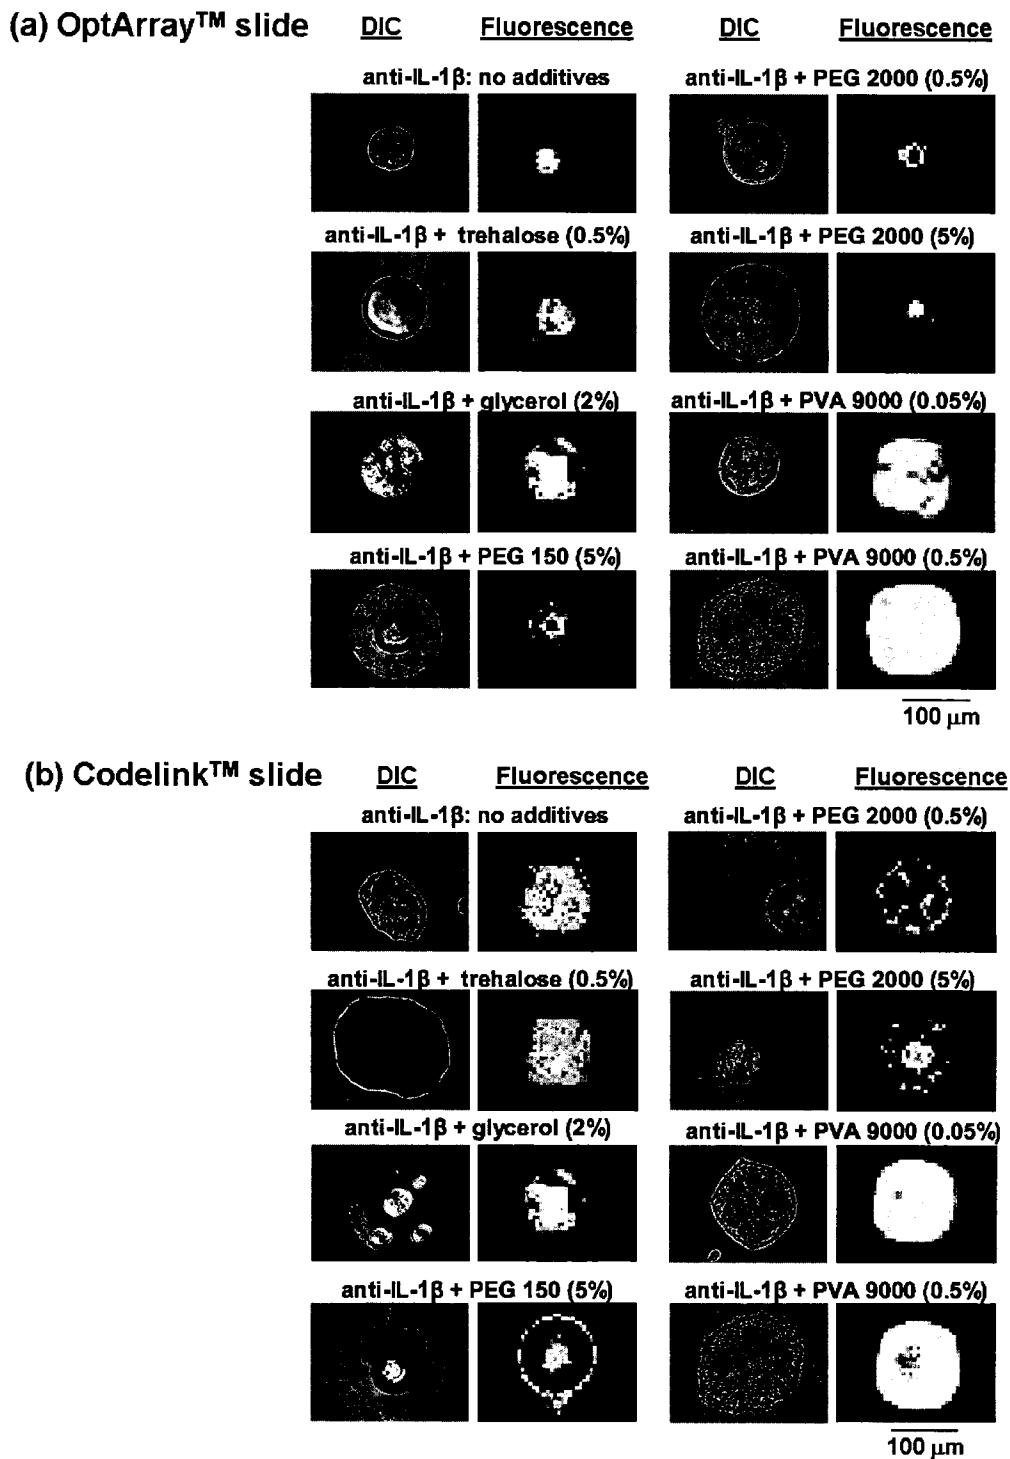 (a) OptArray™ slide DIC Fluorescence DIC Fluorescence
anti-IL-1β: no additives anti-IL-1β + PEG 2000 (0.5%)
anti-IL-1β + trehalose (0.5%) anti-IL-1β + PEG 2000 (5%)
anti-IL-1β + glycerol (2%) anti-IL-1β + PVA 9000 (0.05%)
anti-IL-1β + PEG 150 (5%) anti-IL-1β + PVA 9000 (0.5%)
100 μm
(b) Codelink™ slide DIC Fluorescence DIC Fluorescence
anti-IL-1β: no additives anti-IL-1β + PEG 2000 (0.5%)
anti-IL-1β + trehalose (0.5%) anti-IL-1β + PEG 2000 (5%)
anti-IL-1β + glycerol (2%) anti-IL-1β + PVA 9000 (0.05%)
anti-IL-1β + PEG 150 (5%) anti-IL-1β + PVA 9000 (0.5%)
100 μm